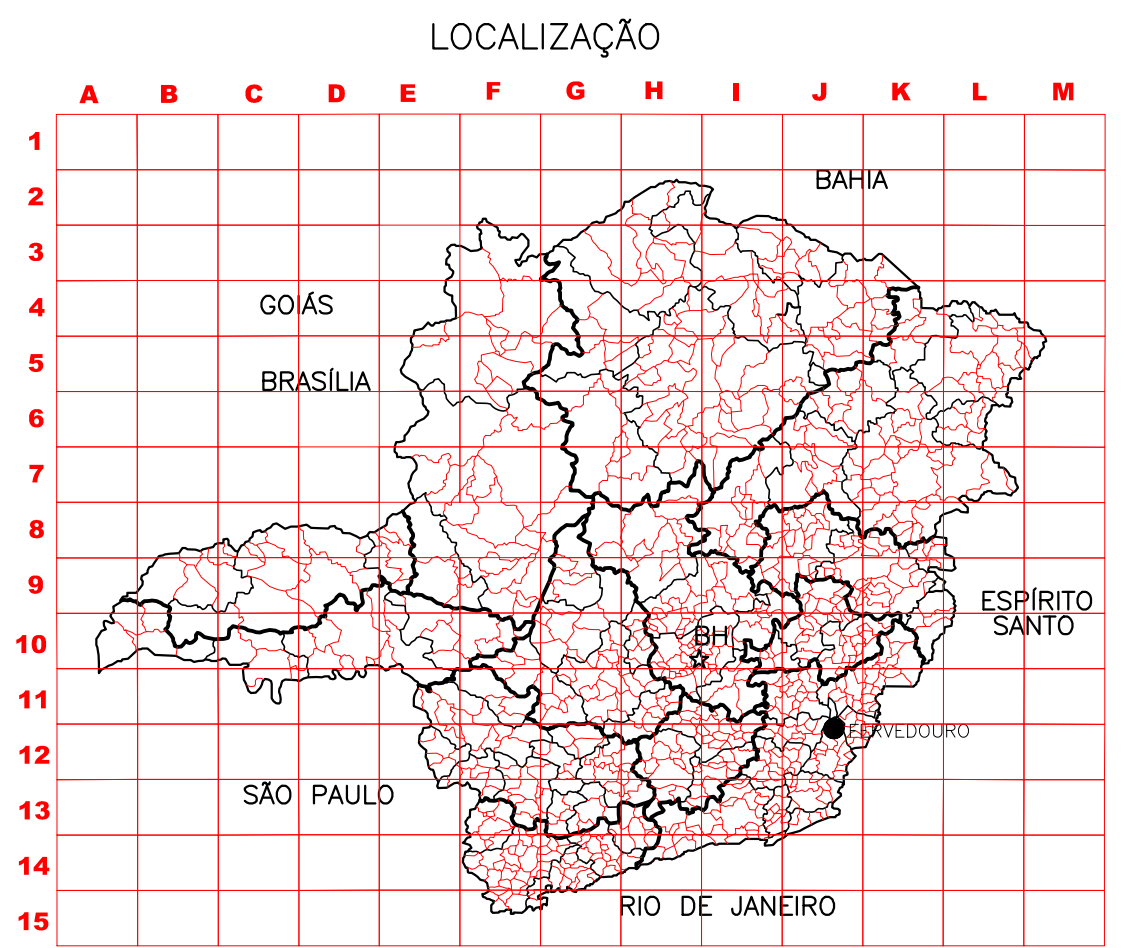 LOCALIZAÇÃO
A B C D E F G H I J K L M
1
2
BAHIA
3
4
GOIÁS
5
BRASÍLIA
6
7
8
9
ESPÍRITO
SANTO
10
BH
11
FERVEDOURO
12
SÃO PAULO
13
14
RIO DE JANEIRO
15